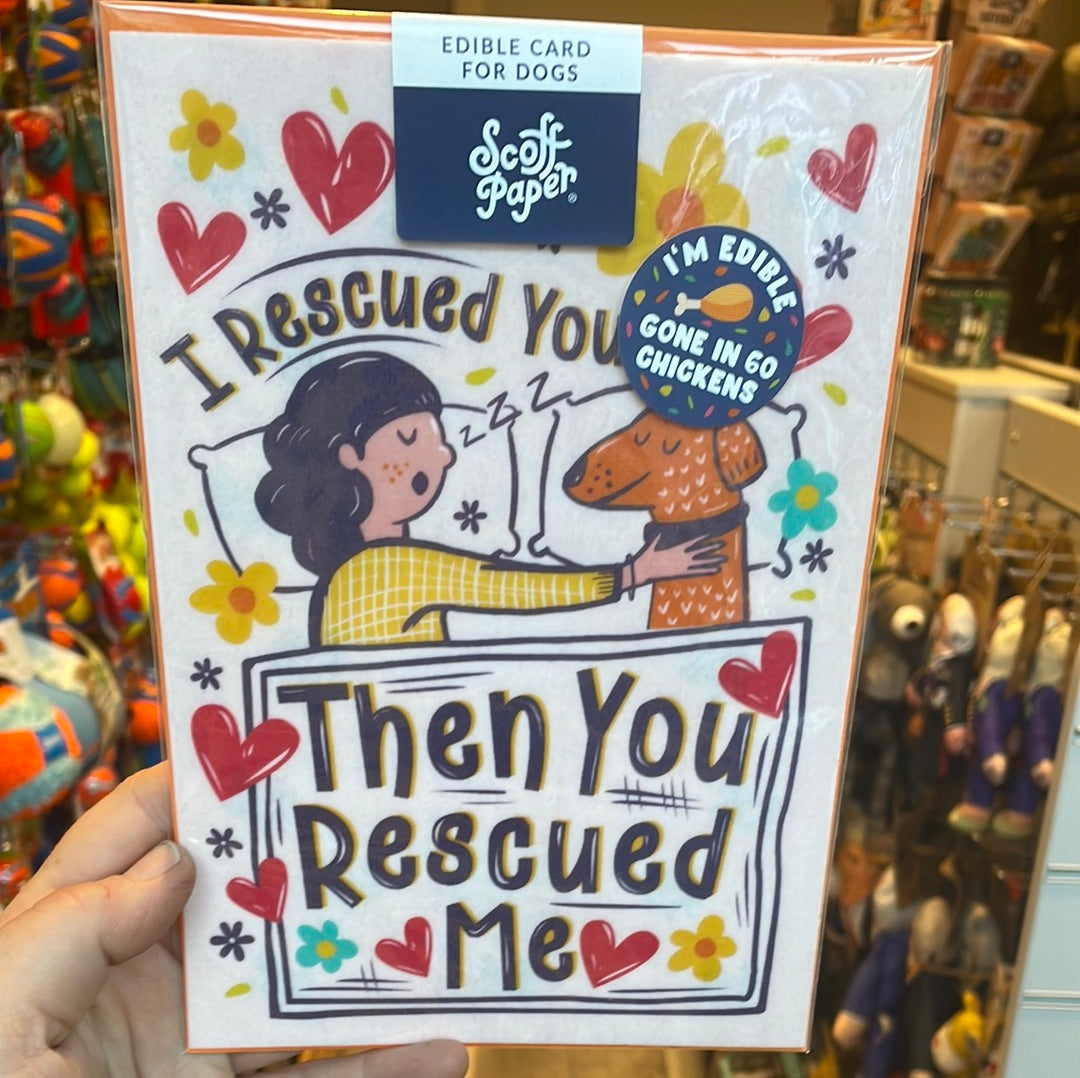 EDIBLE CARD
FOR DOGS
Scoff
Paper®
I'M EDIBLE
GONE IN 60
CHICKENS
I Rescued You
z z Z
Then You
Rescued
Me